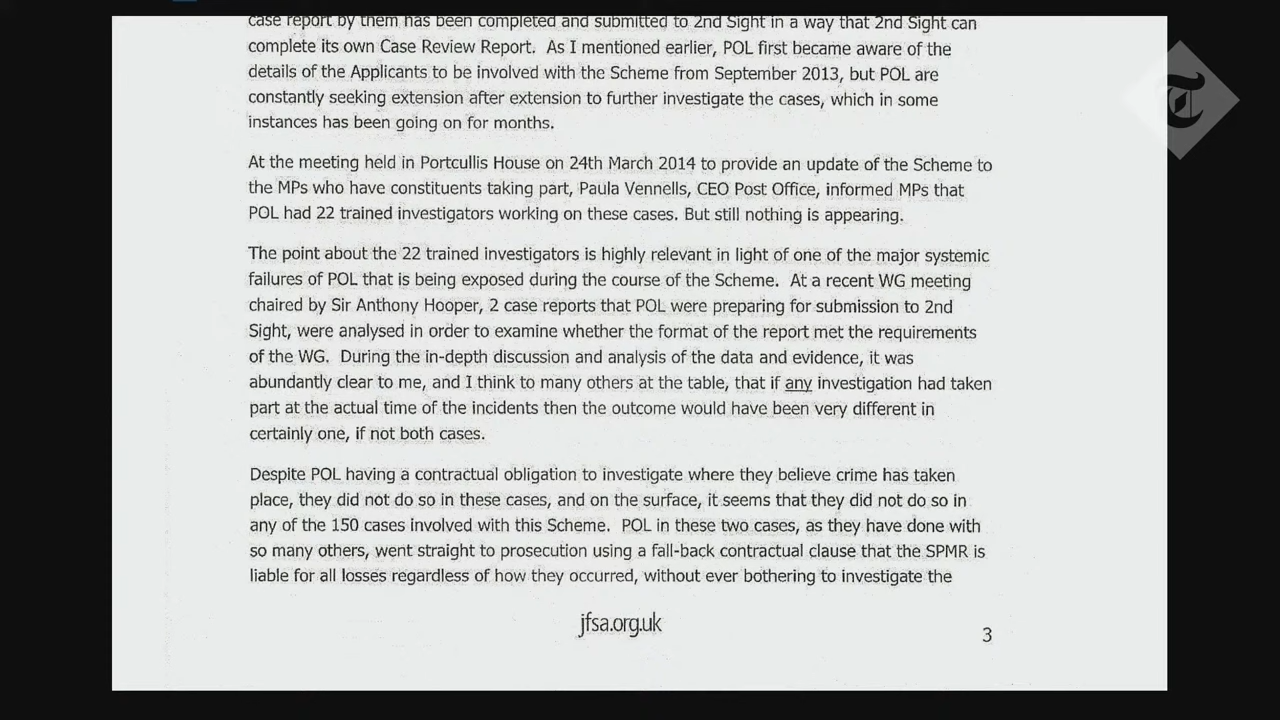 case report by them has been completed and submitted to 2nd Sight in a way that 2nd Sight can
complete its own Case Review Report. As I mentioned earlier, POL first became aware of the
details of the Applicants to be involved with the Scheme from September 2013, but POL are
constantly seeking extension after extension to further investigate the cases, which in some
instances has been going on for months.
At the meeting held in Portcullis House on 24th March 2014 to provide an update of the Scheme to
the MPs who have constituents taking part, Paula Vennells, CEO Post Office, informed MPs that
POL had 22 trained investigators working on these cases. But still nothing is appearing.
The point about the 22 trained investigators is highly relevant in light of one of the major systemic
failures of POL that is being exposed during the course of the Scheme. At a recent WG meeting
chaired by Sir Anthony Hooper, 2 case reports that POL were preparing for submission to 2nd
Sight, were analysed in order to examine whether the format of the report met the requirements
of the WG. During the in-depth discussion and analysis of the data and evidence, it was
abundantly clear to me, and I think to many others at the table, that if any investigation had taken
part at the actual time of the incidents then the outcome would have been very different in
certainly one, if not both cases.
Despite POL having a contractual obligation to investigate where they believe crime has taken
place, they did not do so in these cases, and on the surface, it seems that they did not do so in
any of the 150 cases involved with this Scheme. POL in these two cases, as they have done with
so many others, went straight to prosecution using a fall-back contractual clause that the SPMR is
liable for all losses regardless of how they occurred, without ever bothering to investigate the
jfsa.org.uk
3
T